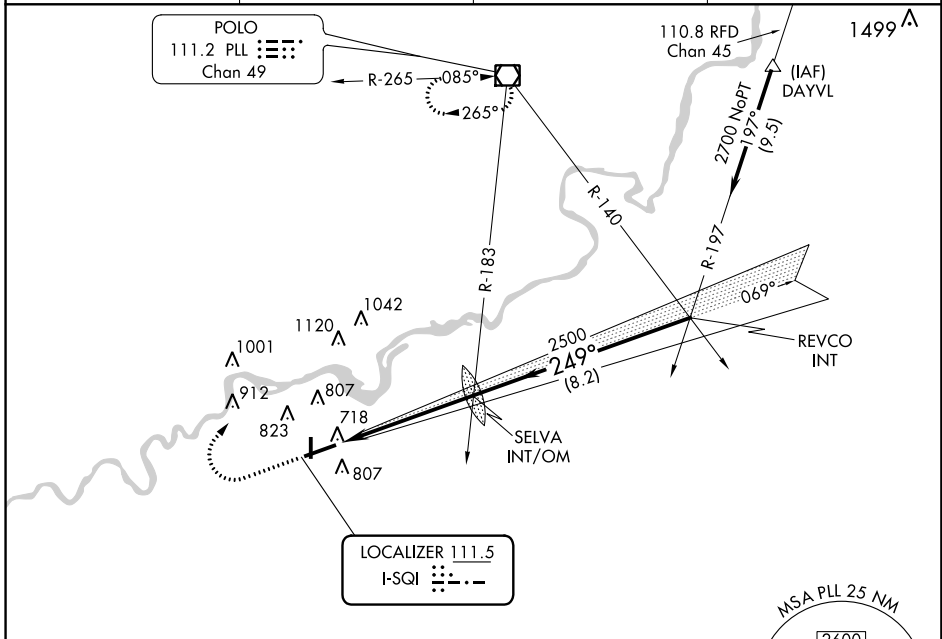 POLO
111.2 PLL
Chan 49
R-265
085°
265°
110.8 RFD
Chan 45
1499
(IAF)
DAYVL
2700 NoPT
197°
(9.5)
R-140
R-197
R-183
069°
REVCO
INT
2500
249°
(8.2)
1042
1120
1001
912
807
823
718
807
SELVA
INT/OM
LOCALIZER 111.5
I-SQI
MSA PLL 25 NM
2600